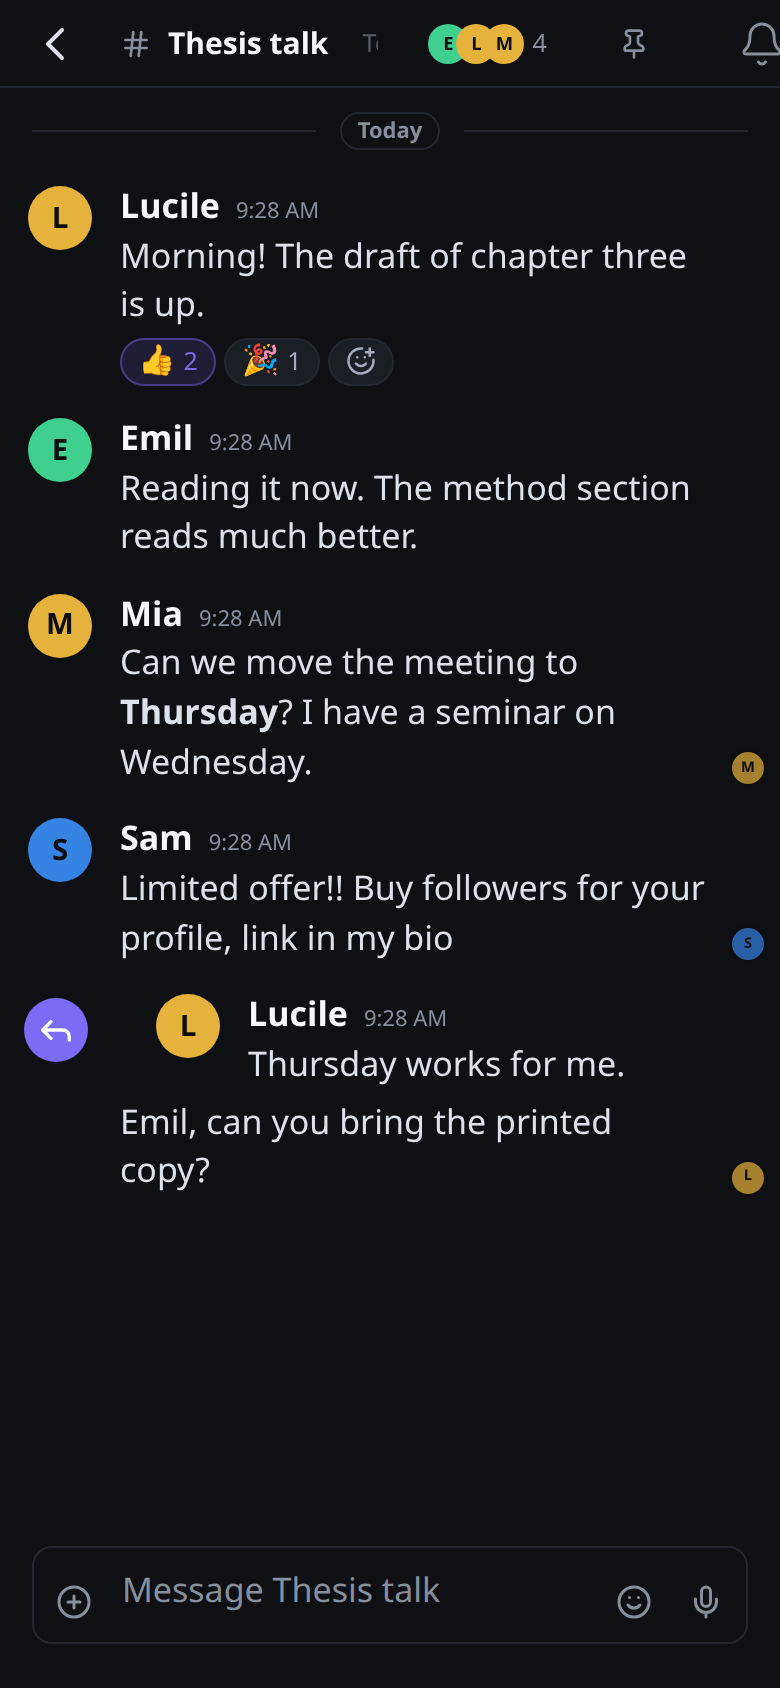 Thesis talk
E L M 4
Today
L
Lucile 9:28 AM
Morning! The draft of chapter three
is up.
👍 2 🎉 1
E
Emil 9:28 AM
Reading it now. The method section
reads much better.
M
Mia 9:28 AM
Can we move the meeting to
Thursday? I have a seminar on
Wednesday.
M
S
Sam 9:28 AM
Limited offer!! Buy followers for your
profile, link in my bio
S
L
Lucile 9:28 AM
Thursday works for me.
Emil, can you bring the printed
copy?
L
Message Thesis talk